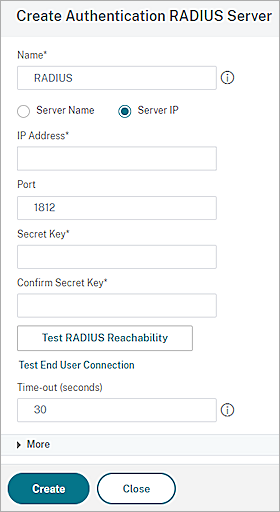 Create Authentication RADIUS Server
Name*
RADIUS
Server Name
Server IP
IP Address*
Port
1812
Secret Key*
Confirm Secret Key*
Test RADIUS Reachability
Test End User Connection
Time-out (seconds)
30
More
Create
Close